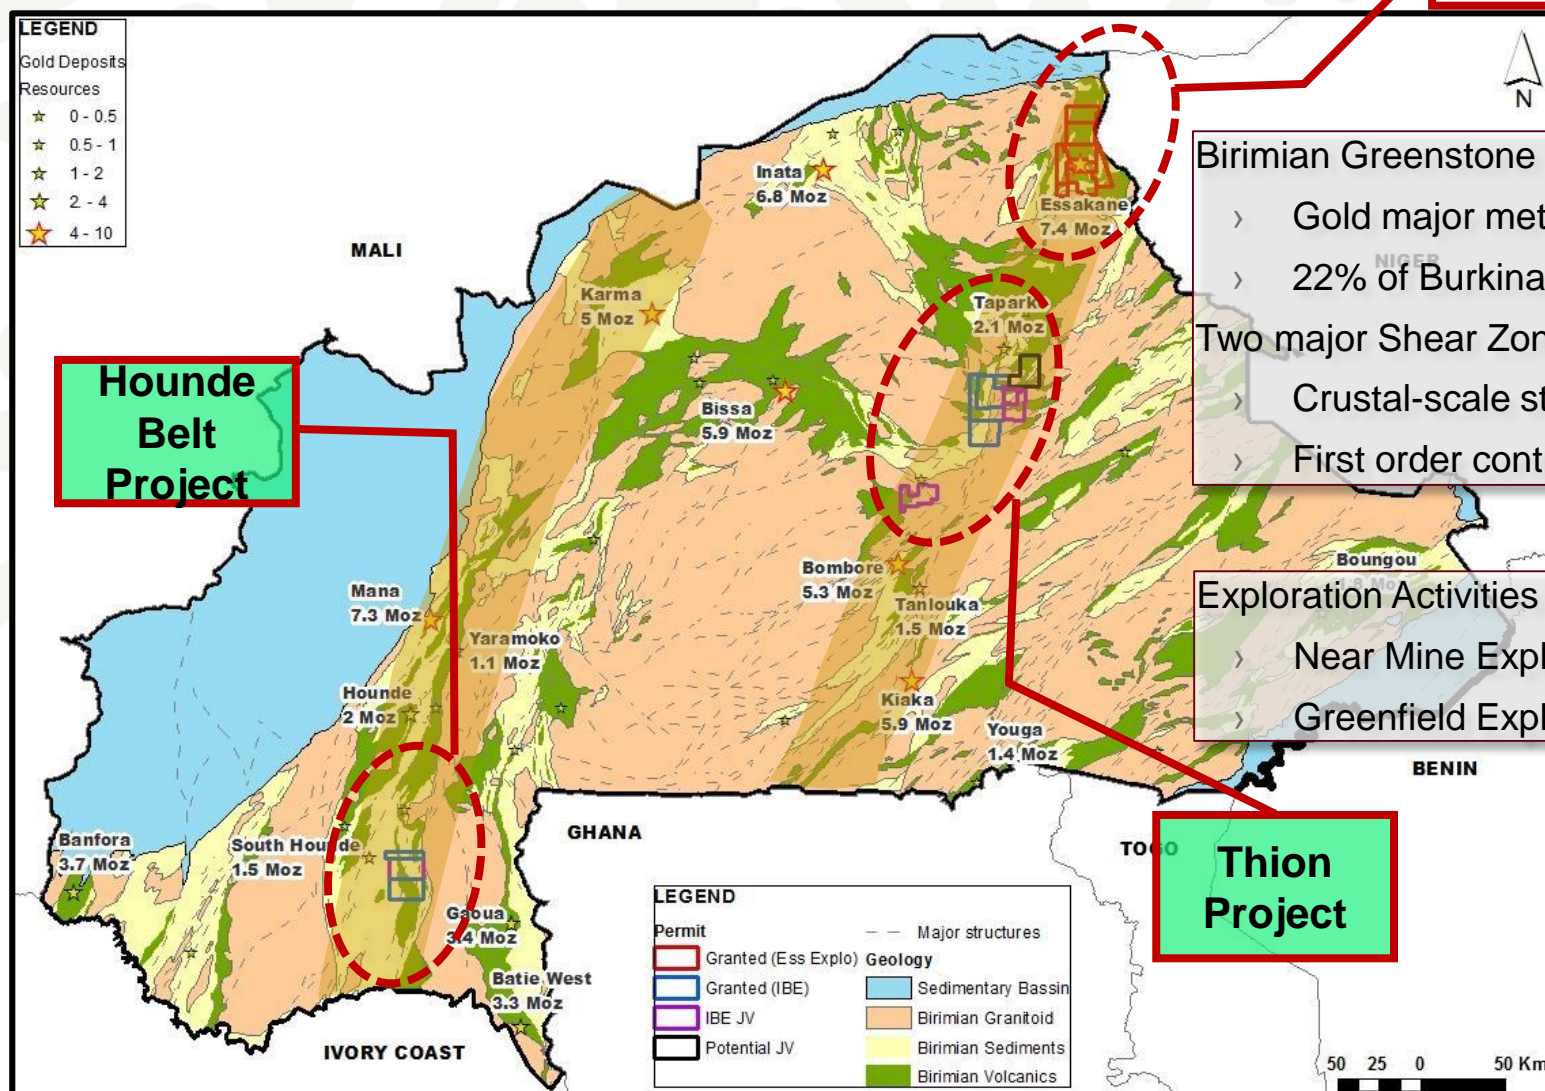 LEGEND
Gold Deposits
Resources
0 - 0.5
0.5 - 1
1 - 2
2 - 4
4 - 10
N
MALI
Inata
6.8 Moz
Essakane
7.4 Moz
Karma
5 Moz
Taparko
2.1 Moz
Birimian Greenstone
› Gold major met
NIGER
› 22% of Burkina
Two major Shear Zon
› Crustal-scale st
› First order cont
Hounde
Belt
Project
Bissa
5.9 Moz
Bombore
5.3 Moz
Boungou
Mana
7.3 Moz
Tanlouka
1.5 Moz
Yaramoko
1.1 Moz
Exploration Activities
› Near Mine Expl
› Greenfield Expl
Hounde
2 Moz
Kiaka
5.9 Moz
Youga
1.4 Moz
BENIN
GHANA
TOGO
Banfora
3.7 Moz
South Hounde
1.5 Moz
Thion
Project
Gaoua
3.4 Moz
Batie West
3.3 Moz
IVORY COAST
LEGEND
Permit
Granted (Ess Explo)
Granted (IBE)
IBE JV
Potential JV
Major structures
Geology
Sedimentary Bassin
Birimian Granitoid
Birimian Sediments
Birimian Volcanics
50 25 0 50 Km